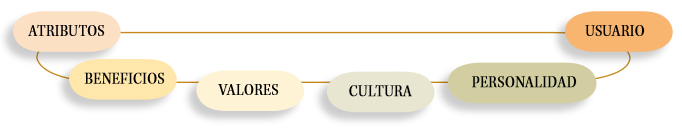 ATRIBUTOS
USUARIO
BENEFICIOS
VALORES
CULTURA
PERSONALIDAD